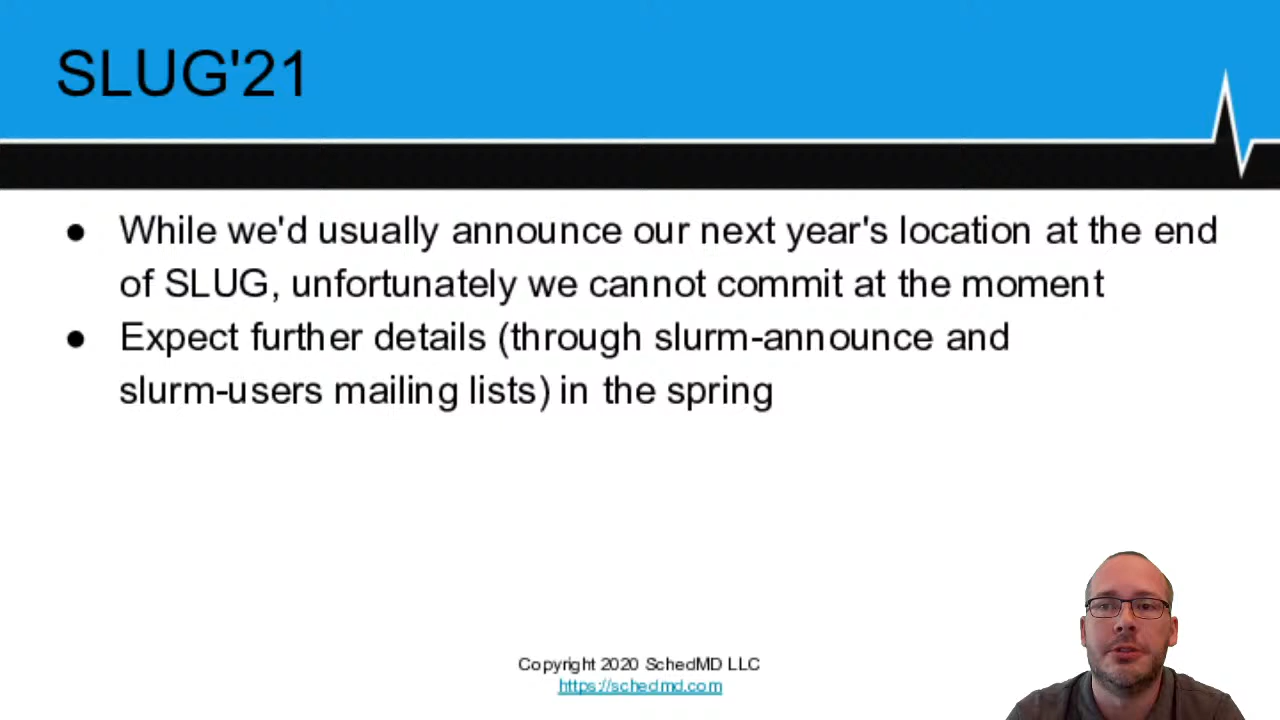 SLUG'21
● While we'd usually announce our next year's location at the end
of SLUG, unfortunately we cannot commit at the moment
● Expect further details (through slurm-announce and
slurm-users mailing lists) in the spring
Copyright 2020 SchedMD LLC
https://schedmd.com